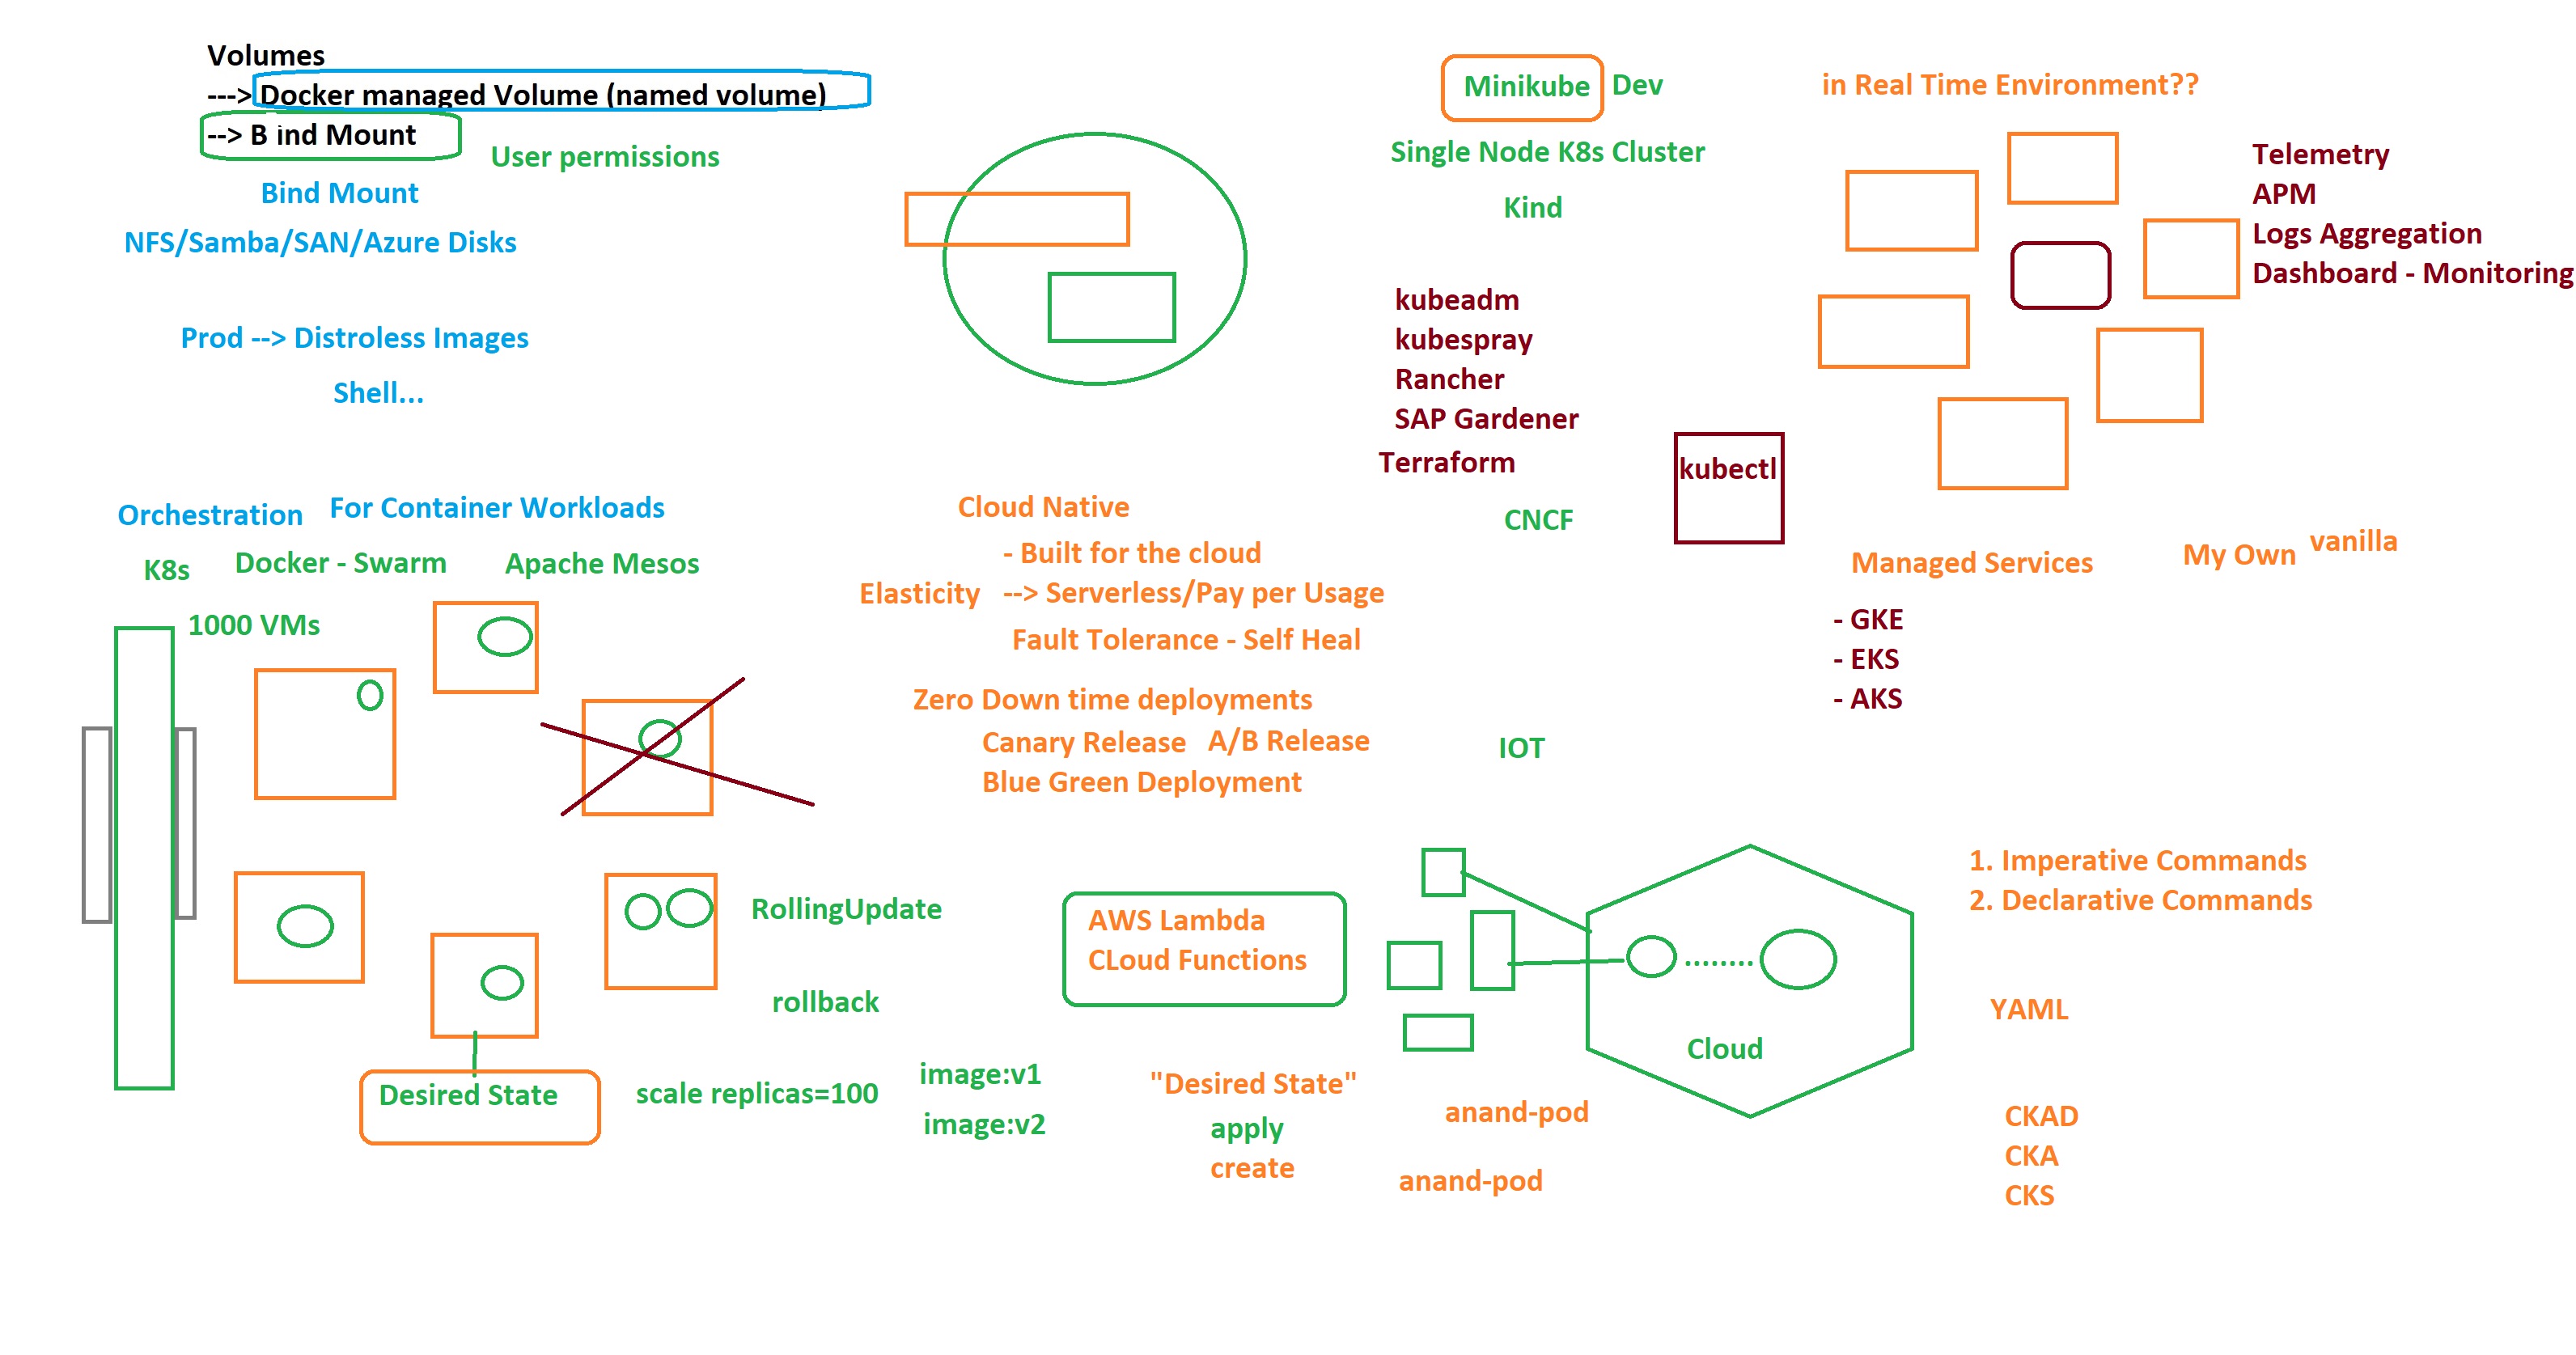 Volumes
---> Docker managed Volume (named volume)
--> B ind Mount
User permissions
Bind Mount
NFS/Samba/SAN/Azure Disks
Prod --> Distroless Images
Shell...
Minikube
Dev
in Real Time Environment??
Single Node K8s Cluster
Kind
Telemetry
APM
Logs Aggregation
Dashboard - Monitoring
kubeadm
kubespray
Rancher
SAP Gardener
Terraform
kubectl
CNCF
Managed Services
My Own
vanilla
- GKE
- EKS
- AKS
Orchestration
For Container Workloads
K8s
Docker - Swarm
Apache Mesos
1000 VMs
Cloud Native
- Built for the cloud
Elasticity
--> Serverless/Pay per Usage
Fault Tolerance - Self Heal
Zero Down time deployments
Canary Release
A/B Release
Blue Green Deployment
IOT
RollingUpdate
rollback
Desired State
scale replicas=100
image:v1
image:v2
AWS Lambda
CLoud Functions
"Desired State"
apply
create
anand-pod
anand-pod
........
Cloud
1. Imperative Commands
2. Declarative Commands
YAML
CKAD
CKA
CKS